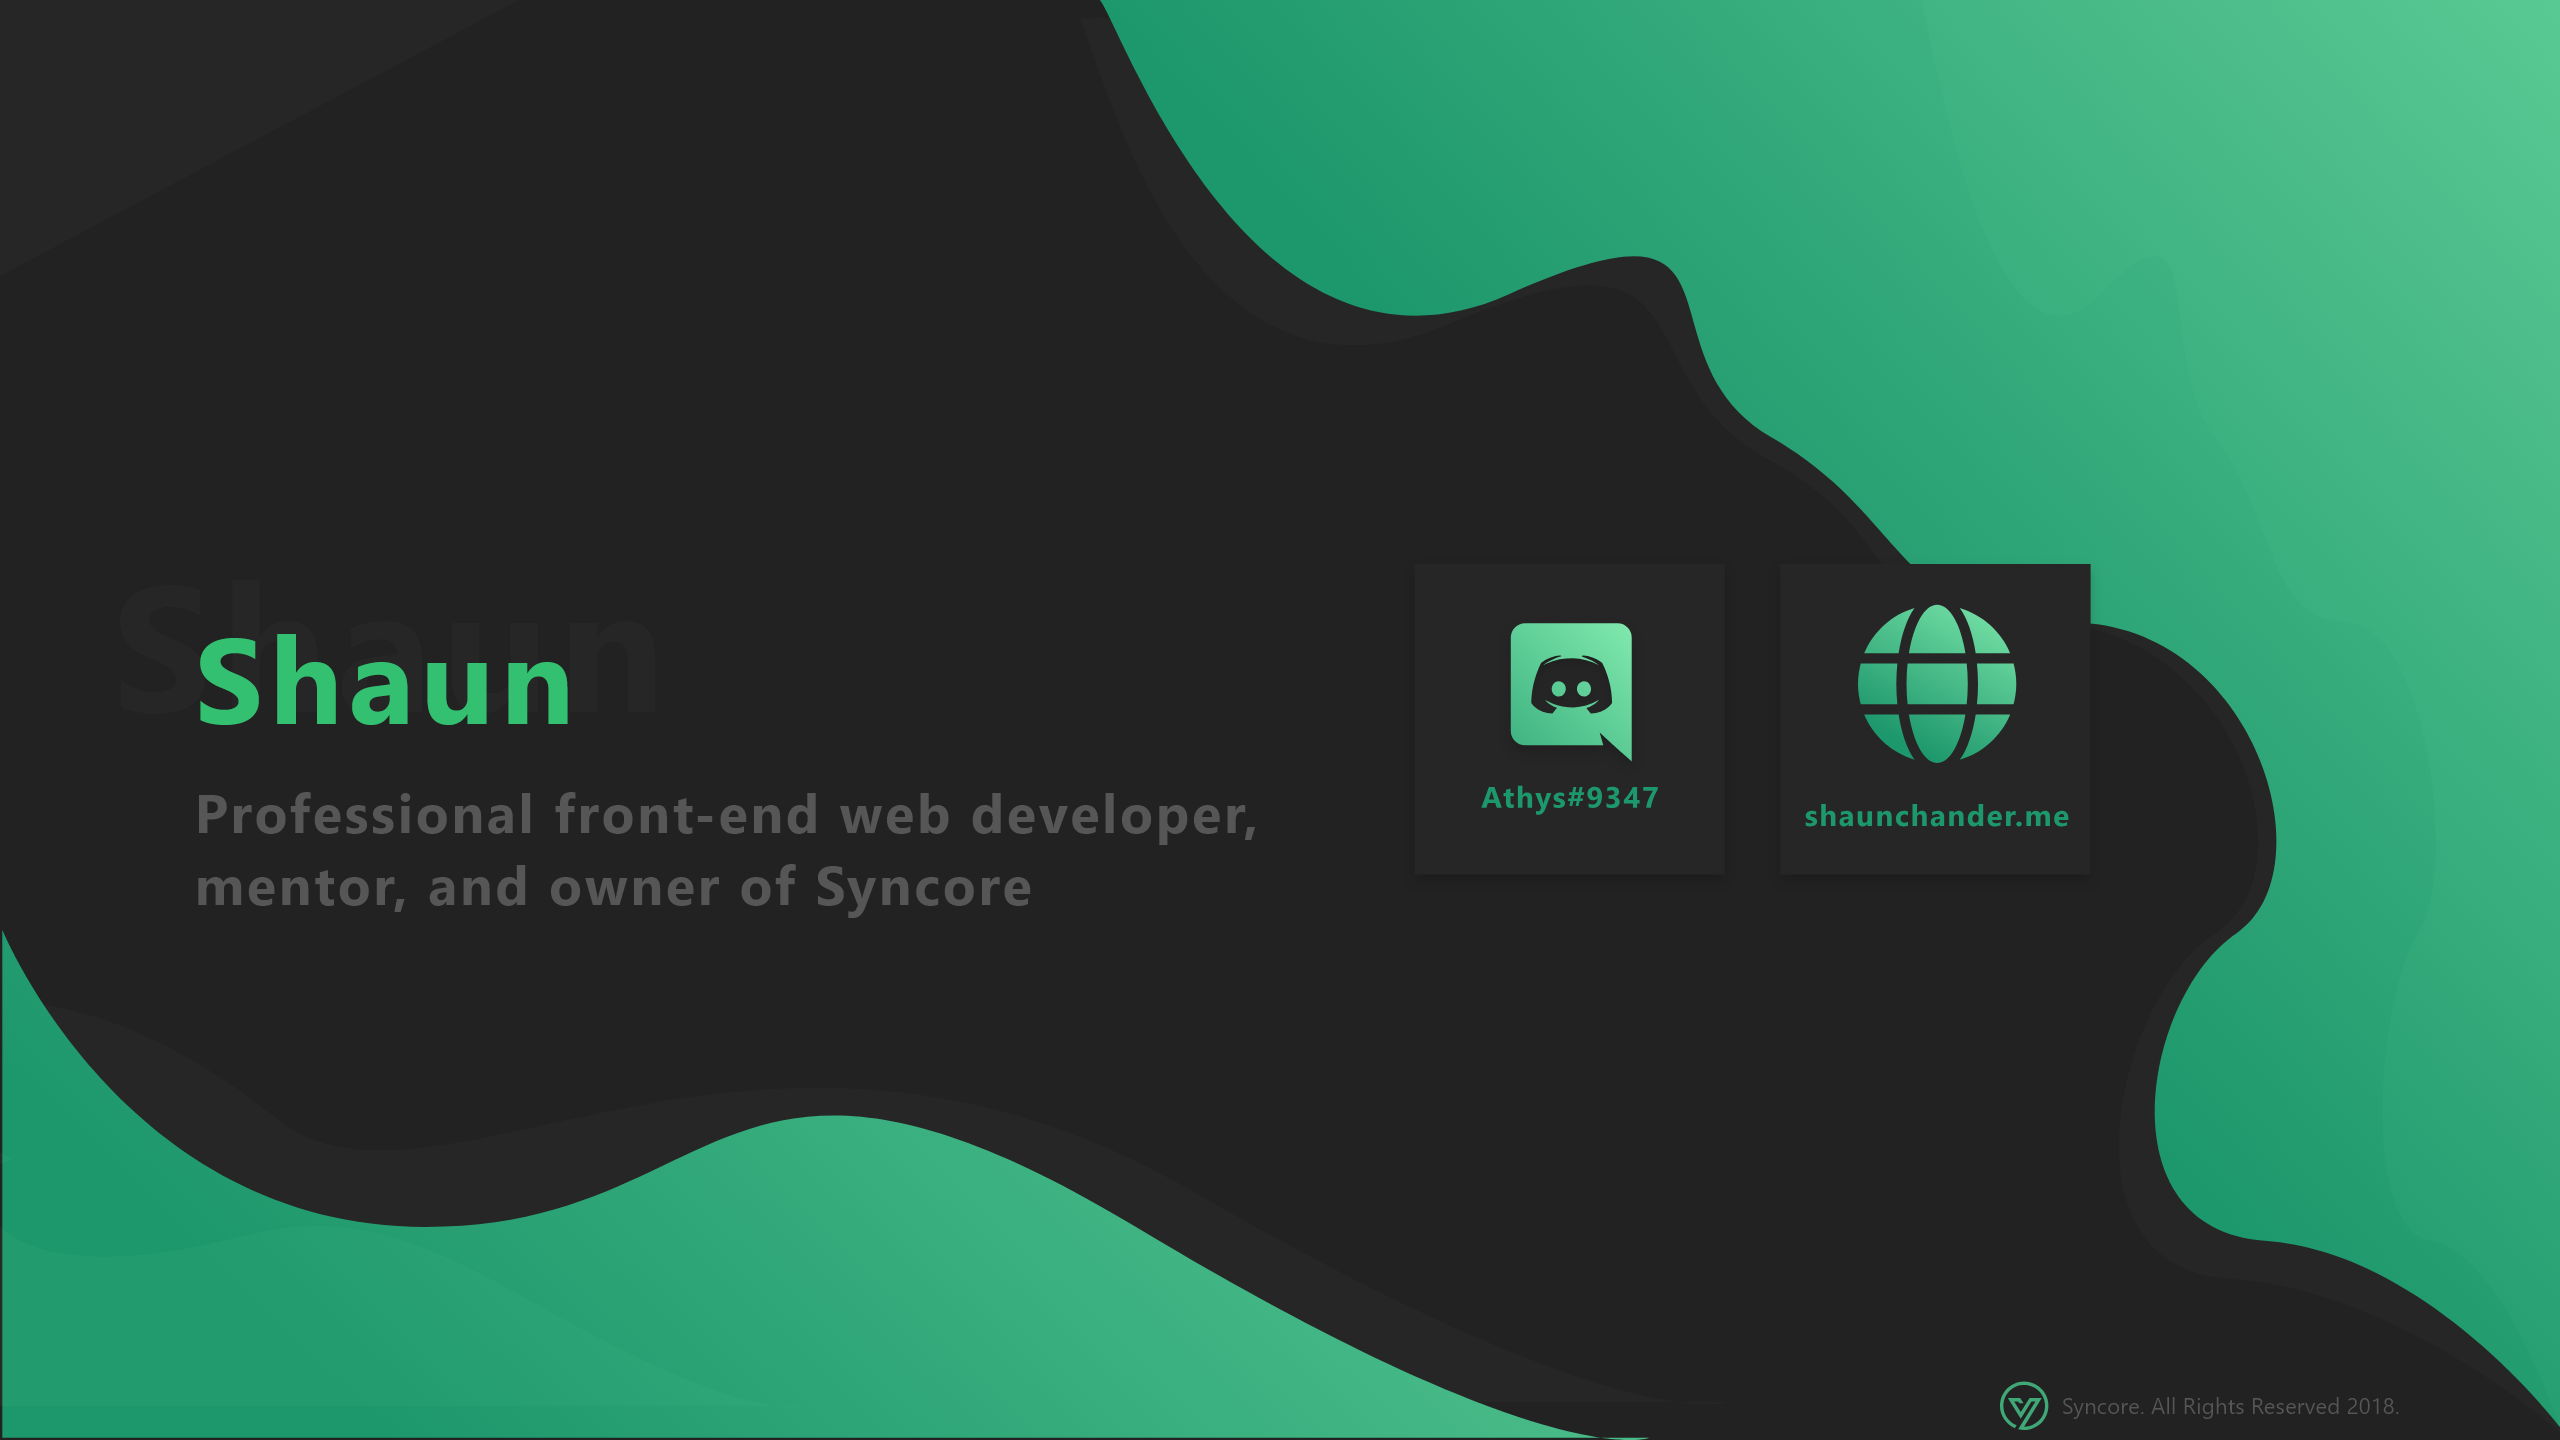 Shaun
Shaun
Professional front-end web developer,
mentor, and owner of Syncore
Athys#9347
shaunchander.me
Syncore. All Rights Reserved 2018.